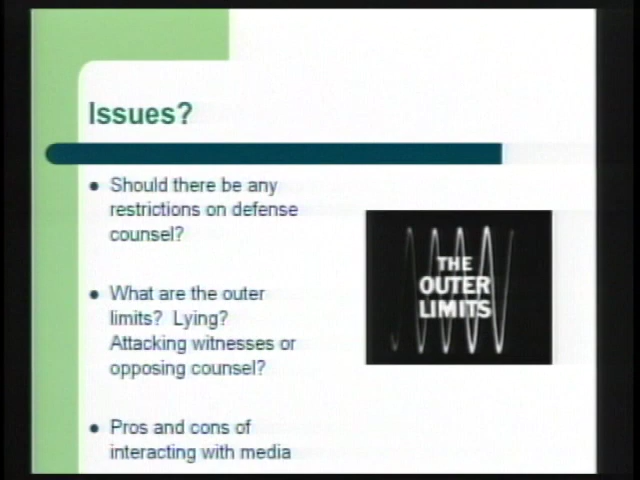 Issues?
● Should there be any
restrictions on defense
counsel?
● What are the outer
limits? Lying?
Attacking witnesses or
opposing counsel?
● Pros and cons of
interacting with media
THE
OUTER
LIMITS